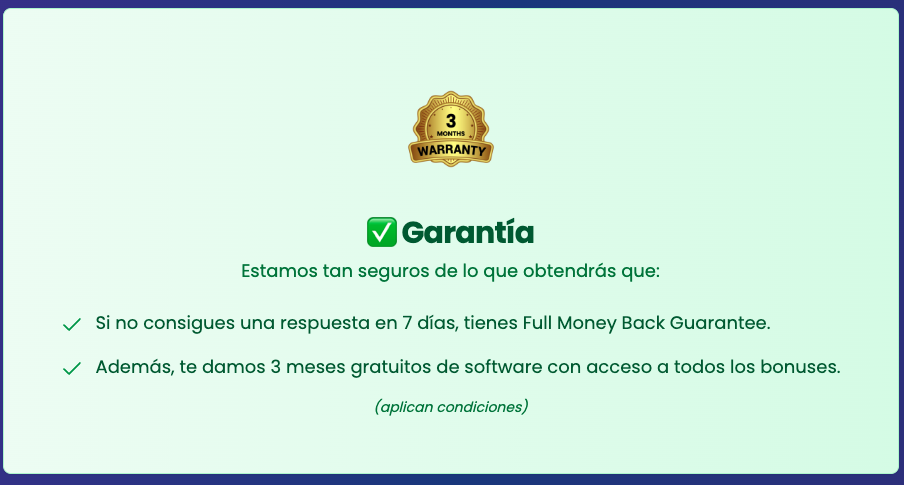 3
MONTHS
WARRANTY
✅ Garantía
Estamos tan seguros de lo que obtendrás que:
✓ Si no consigues una respuesta en 7 días, tienes Full Money Back Guarantee.
✓ Además, te damos 3 meses gratuitos de software con acceso a todos los bonuses.
(aplican condiciones)